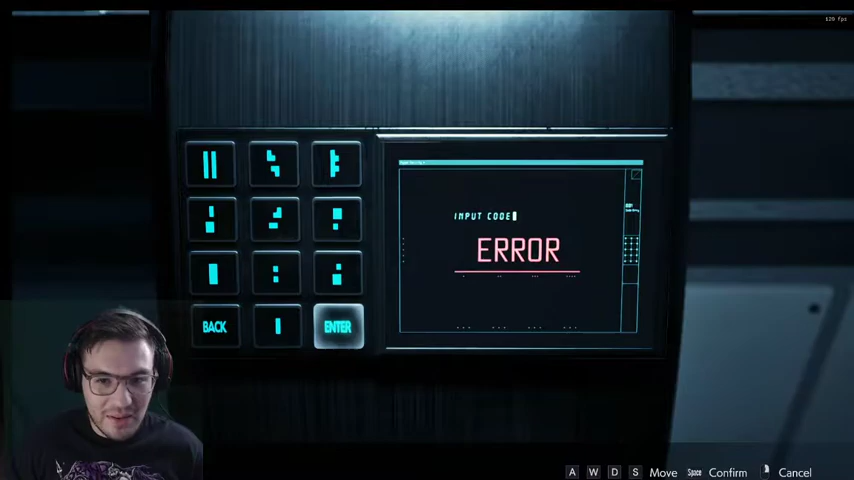 120 fps
INPUT CODE
ERROR
BACK
ENTER
A W D S Move Space Confirm Cancel